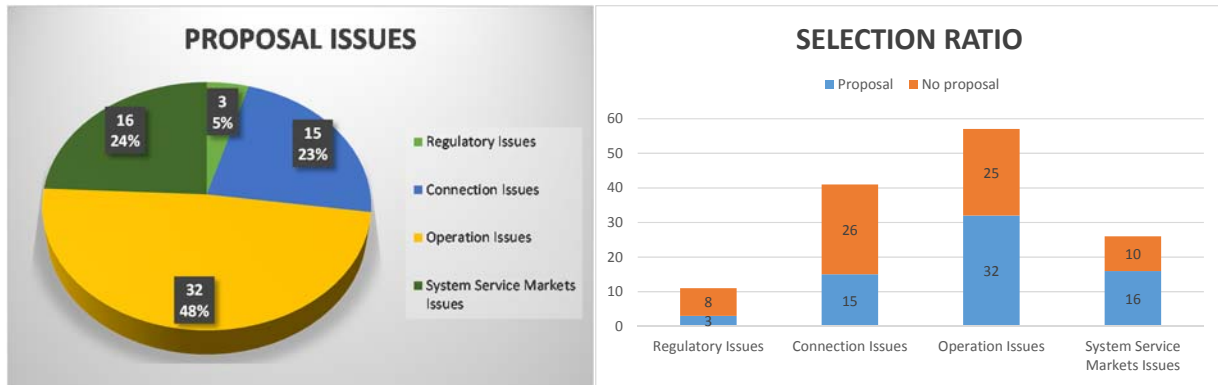 PROPOSAL ISSUES
3
5%
15
23%
16
24%
32
48%
Regulatory Issues
Connection Issues
Operation Issues
System Service Markets
Issues
SELECTION RATIO
Proposal
No proposal
60
50
40
30
20
10
0
8
3
26
15
25
32
10
16
Regulatory Issues
Connection Issues
Operation Issues
System Service
Markets Issues